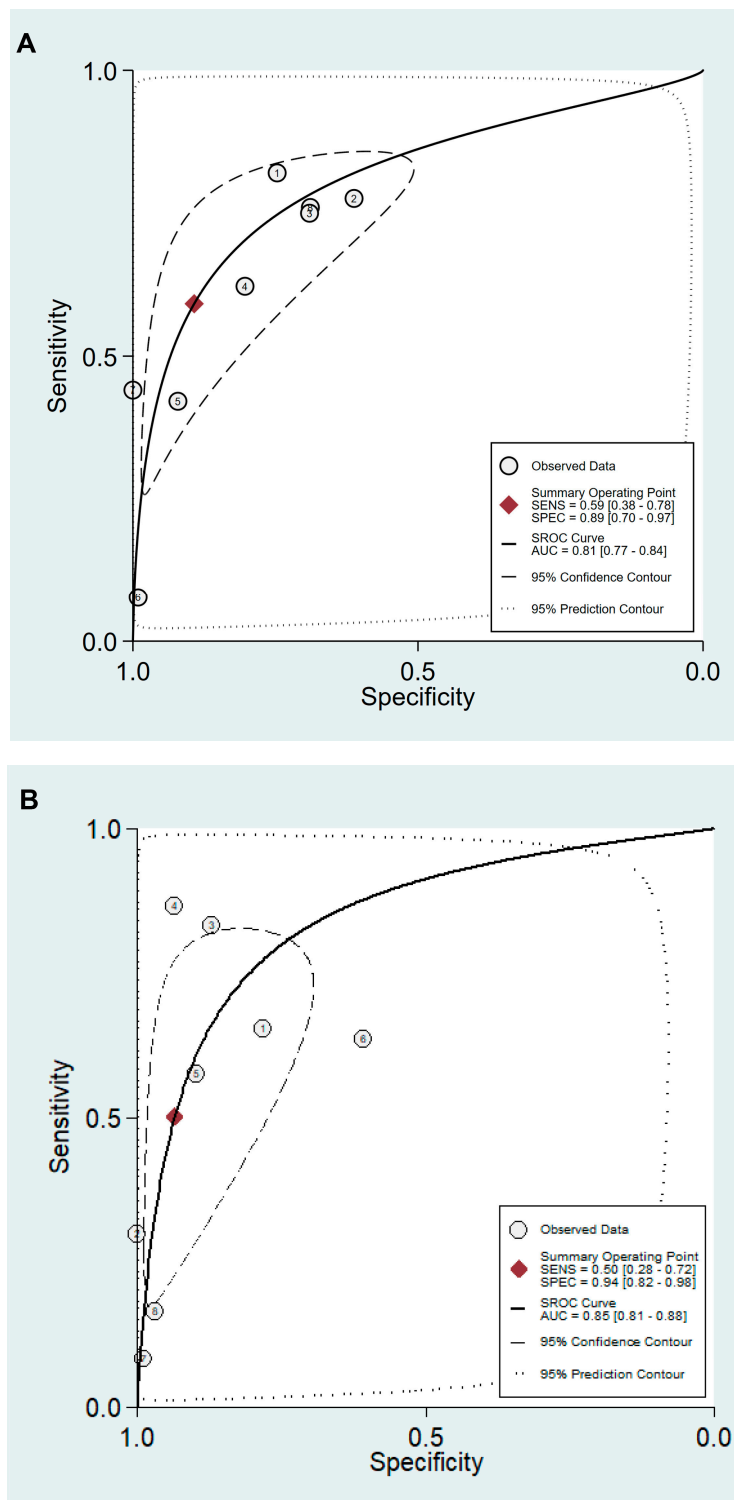 A
1.0
1
2
8
3
4
Sensitivity
0.5
7
5
Observed Data
Summary Operating Point
SENS = 0.59 [0.38 - 0.78]
SPEC = 0.89 [0.70 - 0.97]
SROC Curve
AUC = 0.81 [0.77 - 0.84]
95% Confidence Contour
6
95% Prediction Contour
0.0
1.0
0.5
0.0
Specificity
B
1.0
4
3
1
6
5
Sensitivity
0.5
2
Observed Data
Summary Operating Point
SENS = 0.50 [0.28 - 0.72]
SPEC = 0.94 [0.82 - 0.98]
8
SROC Curve
AUC = 0.85 [0.81 - 0.88]
95% Confidence Contour
7
95% Prediction Contour
0.0
1.0
0.5
0.0
Specificity